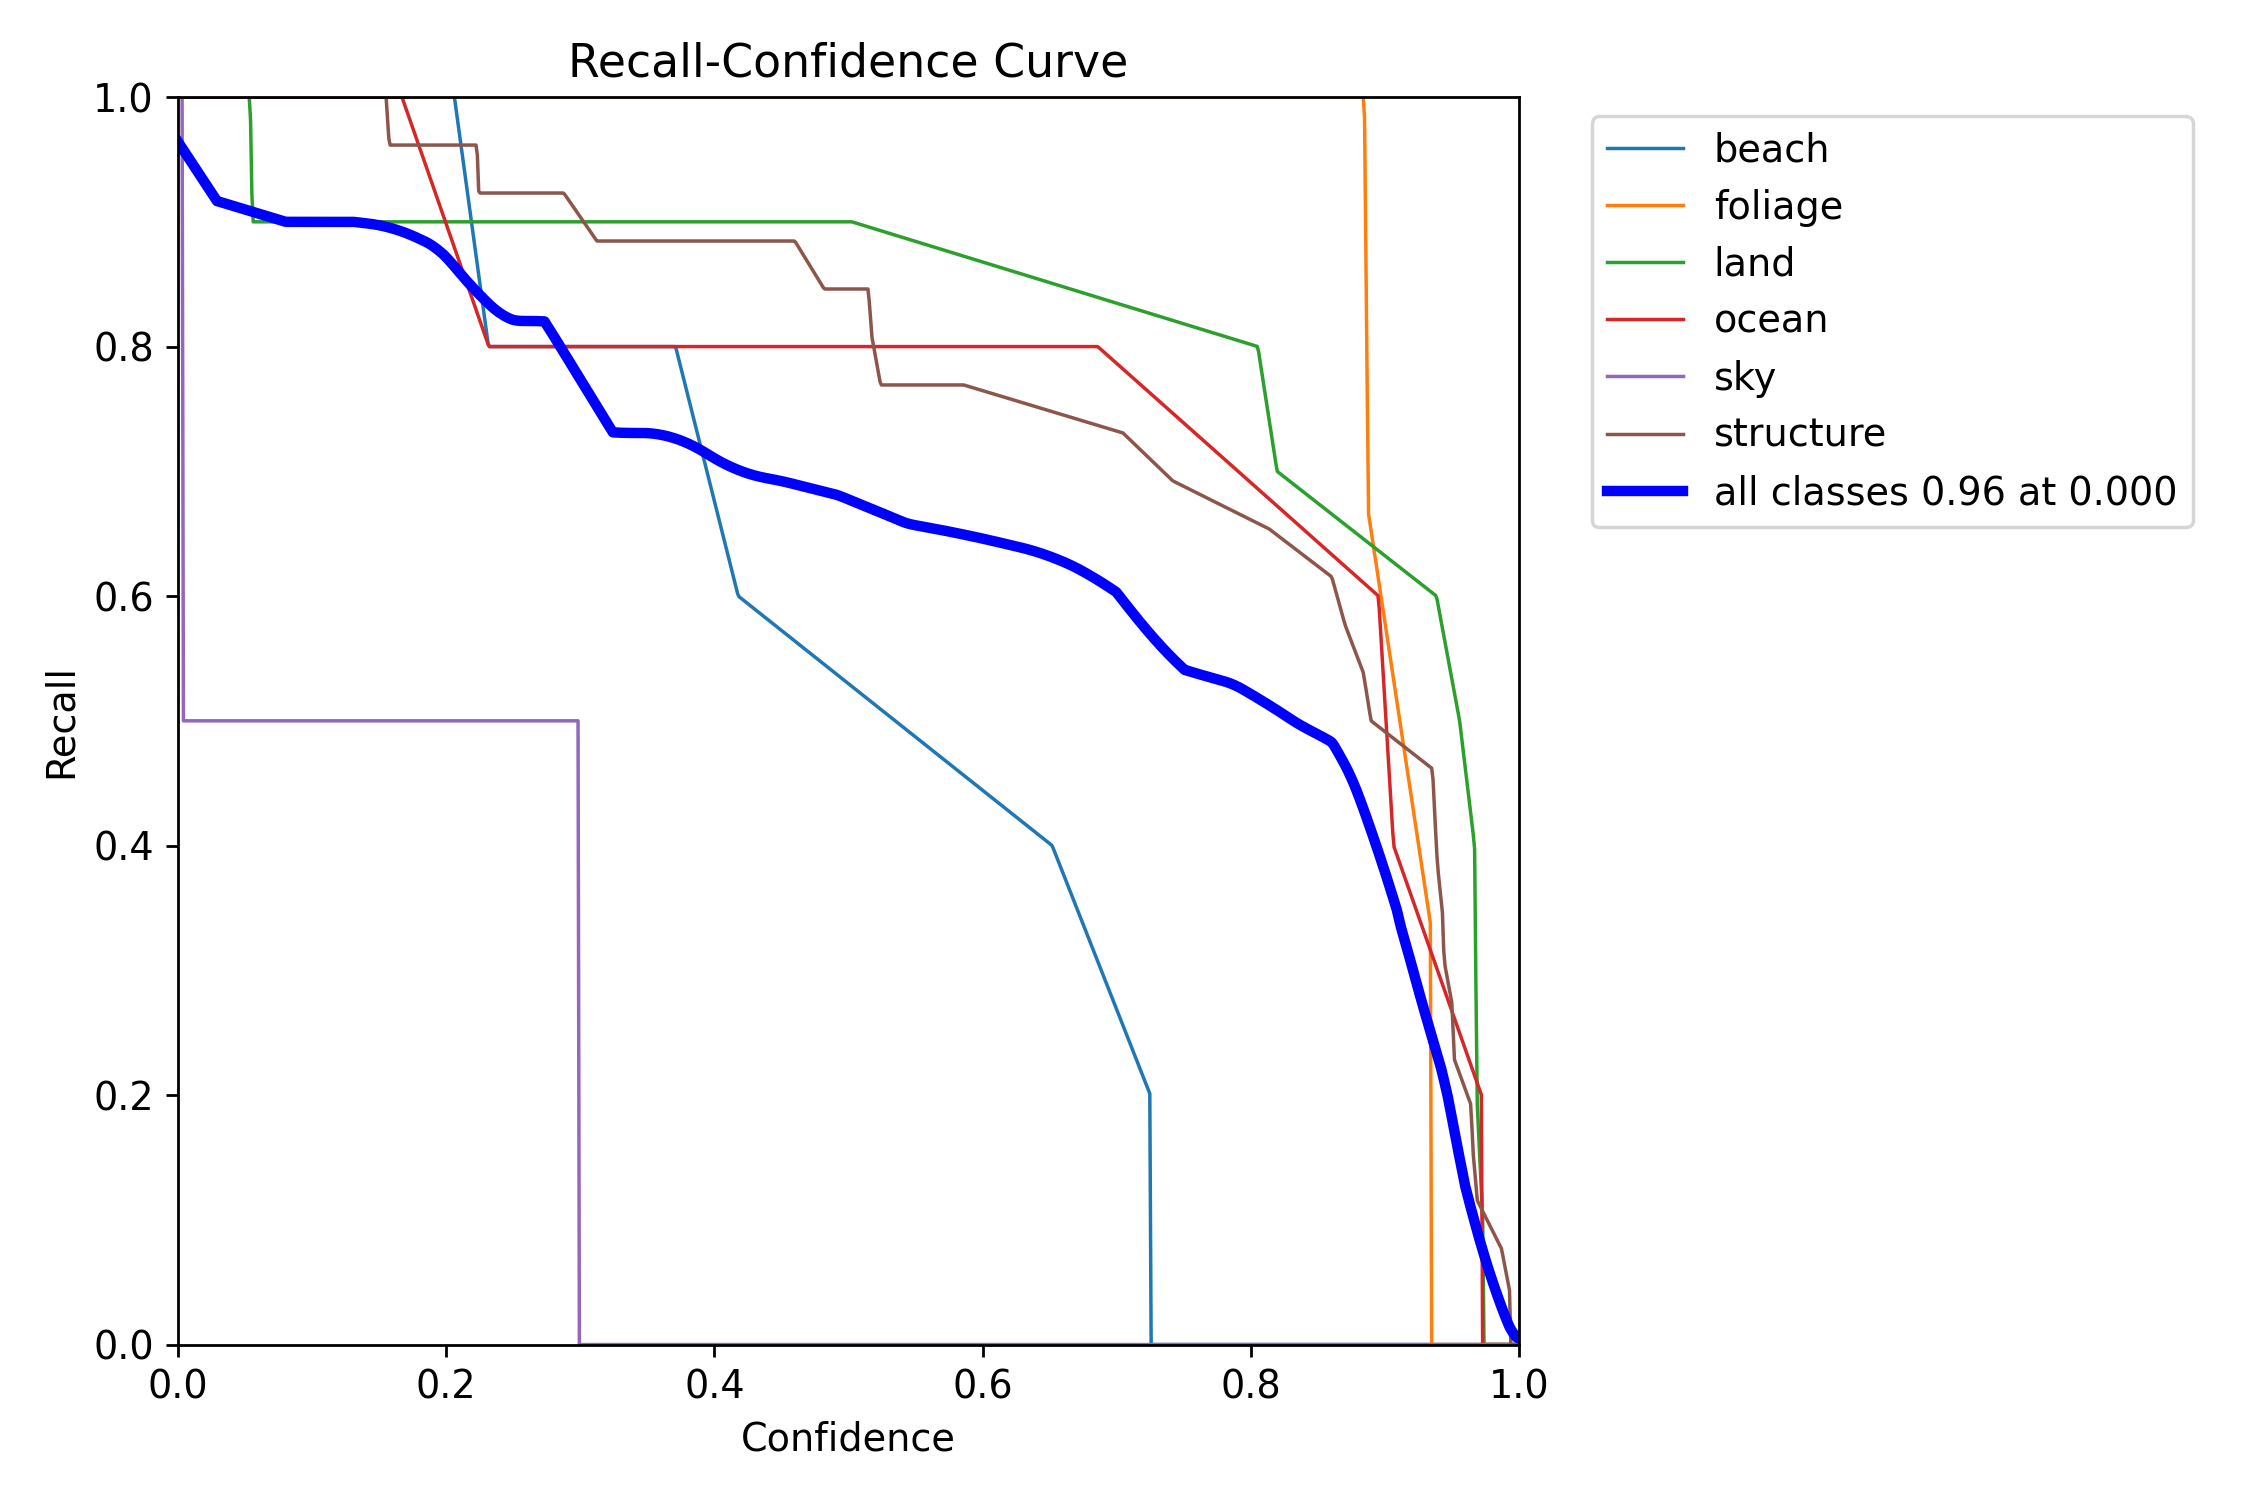 Recall-Confidence Curve
1.0
0.8
0.6
0.4
0.2
0.0
Recall
0.0 0.2 0.4 0.6 0.8 1.0
Confidence
beach
foliage
land
ocean
sky
structure
all classes 0.96 at 0.000